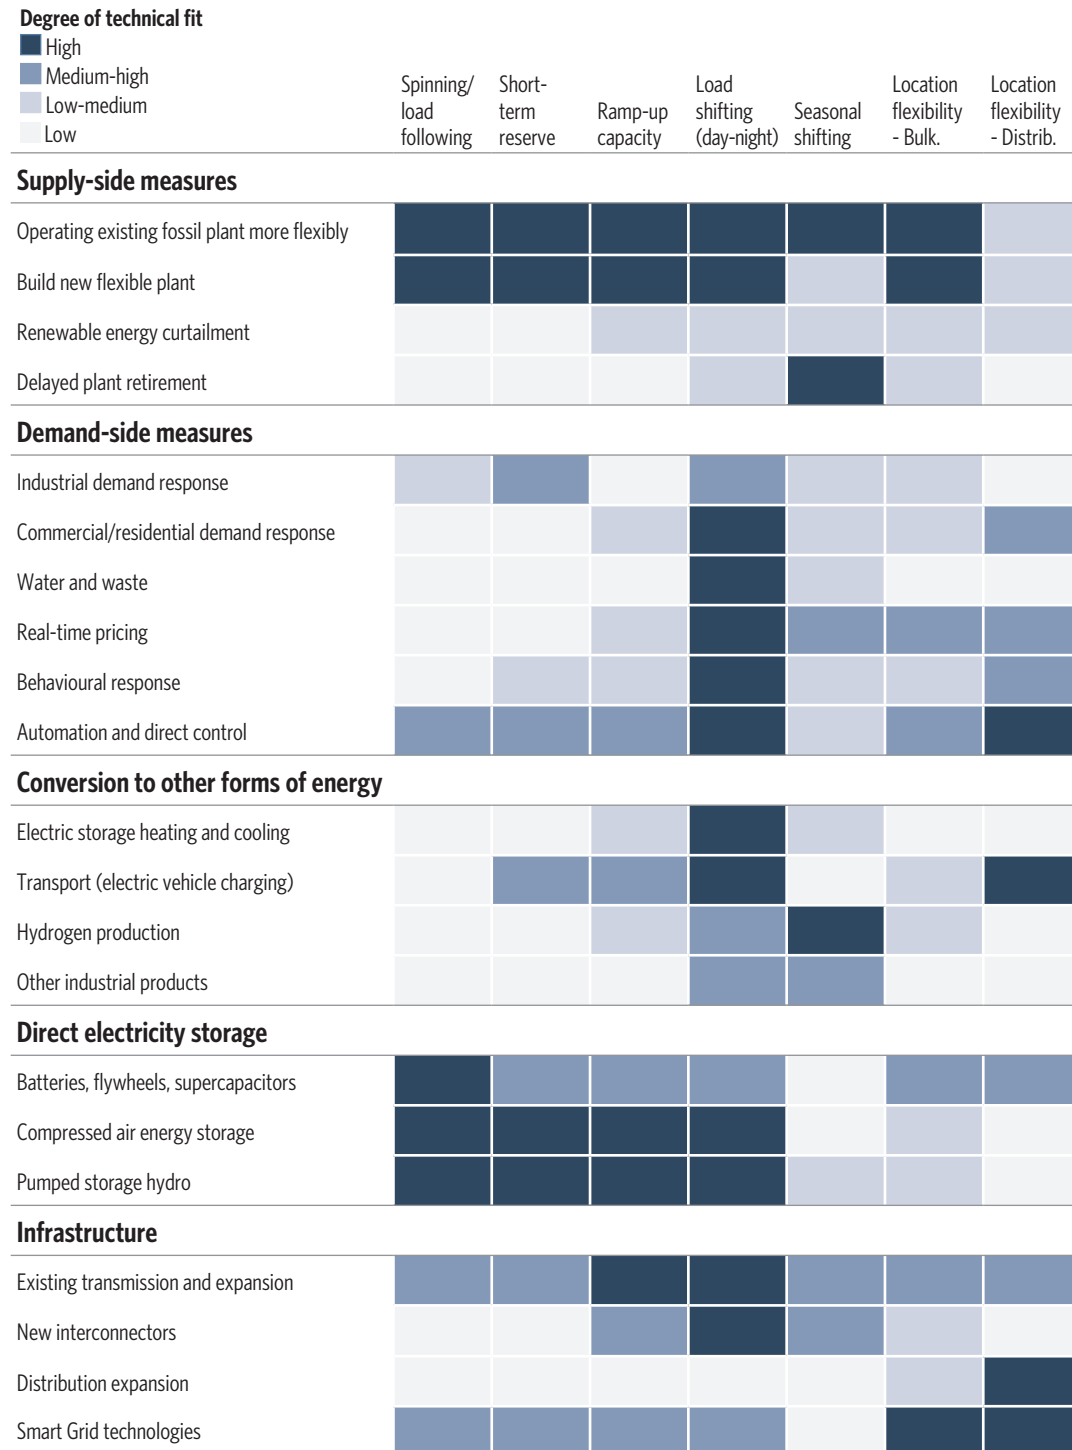 Degree of technical fit
High
Medium-high
Low-medium
Low
Spinning/
load
following
Short-
term
reserve
Ramp-up
capacity
Load
shifting
(day-night)
Seasonal
shifting
Location
flexibility
- Bulk.
Location
flexibility
- Distrib.
Supply-side measures
Operating existing fossil plant more flexibly
Build new flexible plant
Renewable energy curtailment
Delayed plant retirement
Demand-side measures
Industrial demand response
Commercial/residential demand response
Water and waste
Real-time pricing
Behavioural response
Automation and direct control
Conversion to other forms of energy
Electric storage heating and cooling
Transport (electric vehicle charging)
Hydrogen production
Other industrial products
Direct electricity storage
Batteries, flywheels, supercapacitors
Compressed air energy storage
Pumped storage hydro
Infrastructure
Existing transmission and expansion
New interconnectors
Distribution expansion
Smart Grid technologies